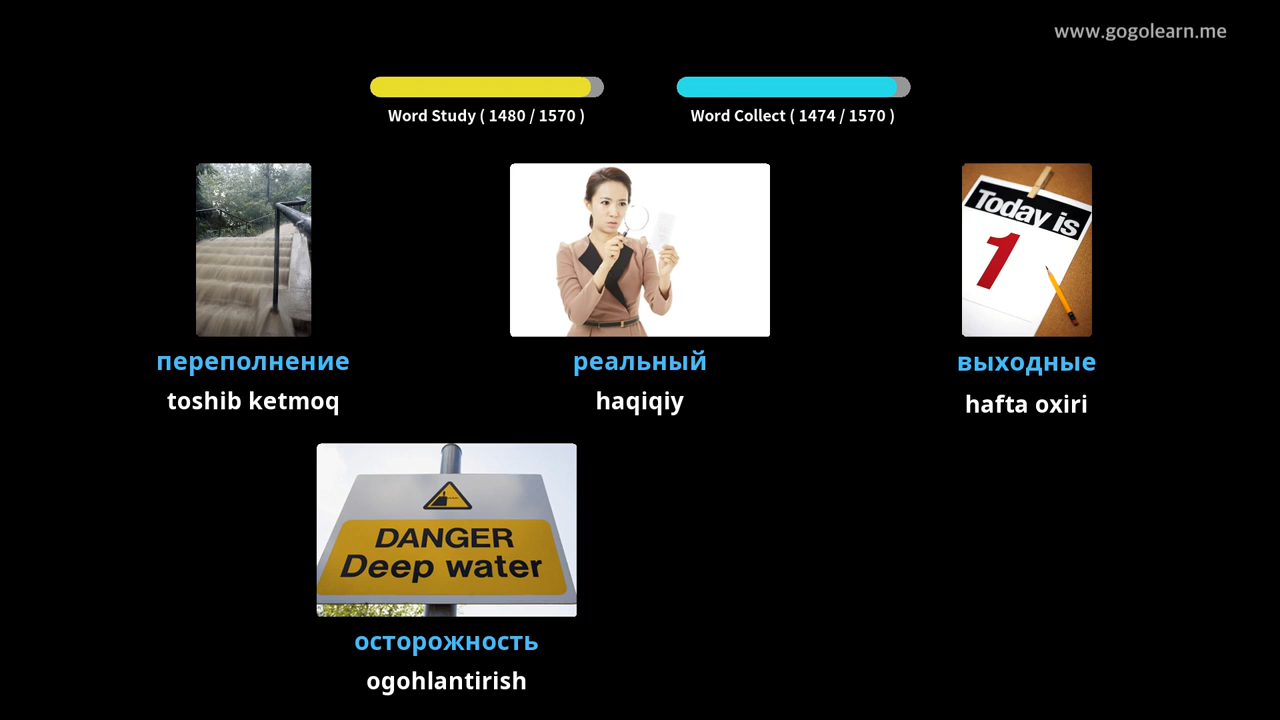 www.gogolearn.me
Word Study ( 1480 / 1570 )
Word Collect ( 1474 / 1570 )
Today is
1
переполнение
toshib ketmoq
реальный
haqiqiy
выходные
hafta oxiri
DANGER
Deep water
осторожность
ogohlantirish